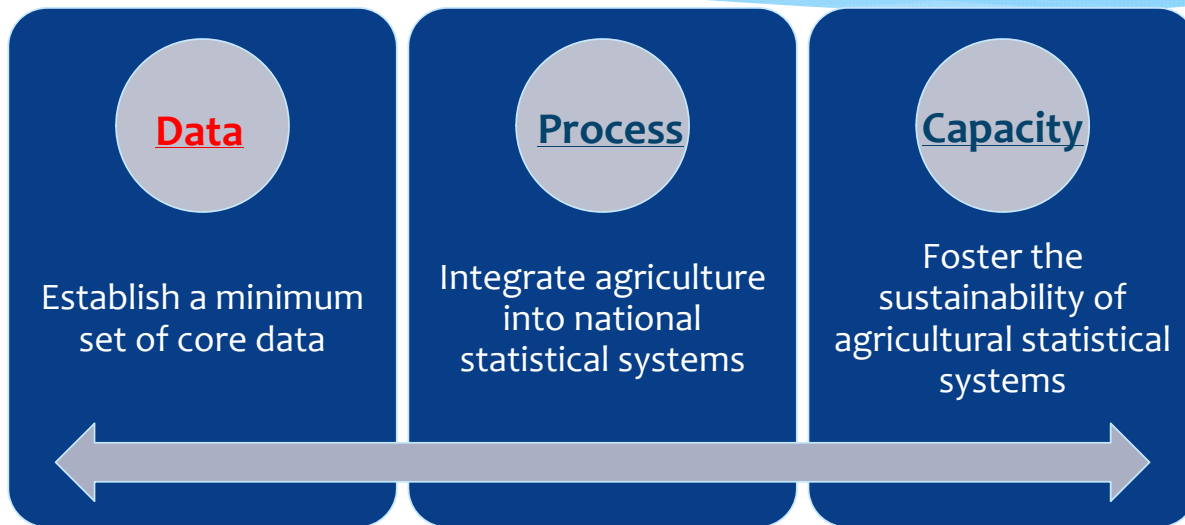 Data
Establish a minimum
set of core data
Process
Integrate agriculture
into national
statistical systems
Capacity
Foster the
sustainability of
agricultural statistical
systems